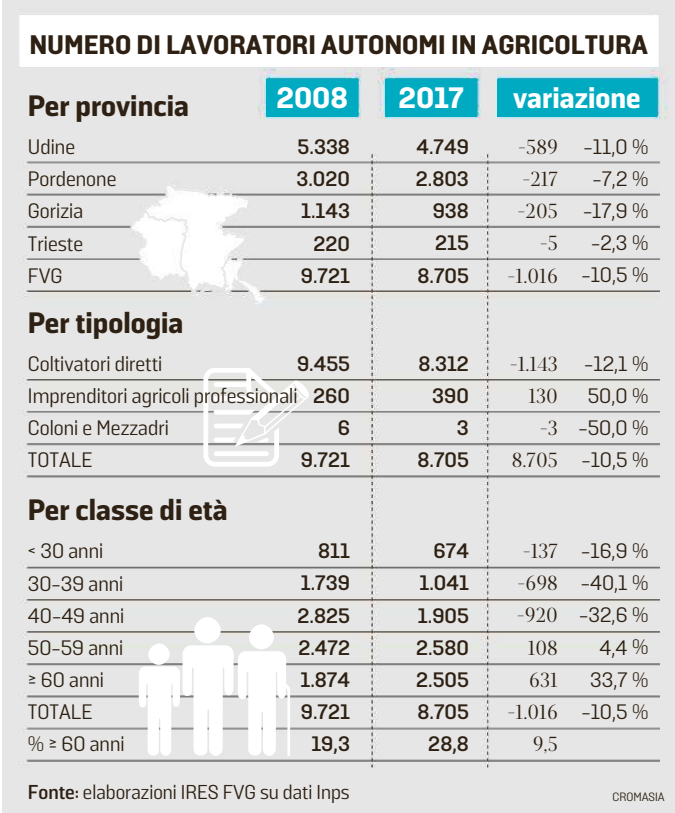 NUMERO DI LAVORATORI AUTONOMI IN AGRICOLTURA
Per provincia 2008 2017 variazione
Udine 5.338 4.749 -589 -11,0 %
Pordenone 3.020 2.803 -217 -7,2 %
Gorizia 1.143 938 -205 -17,9 %
Trieste 220 215 -5 -2,3 %
FVG 9.721 8.705 -1.016 -10,5 %
Per tipologia
Coltivatori diretti 9.455 8.312 -1.143 -12,1 %
Imprenditori agricoli professionali 260 390 130 50,0 %
Coloni e Mezzadri 6 3 -3 -50,0 %
TOTALE 9.721 8.705 8.705 -10,5 %
Per classe di età
< 30 anni 811 674 -137 -16,9 %
30-39 anni 1.739 1.041 -698 -40,1 %
40-49 anni 2.825 1.905 -920 -32,6 %
50-59 anni 2.472 2.580 108 4,4 %
≥ 60 anni 1.874 2.505 631 33,7 %
TOTALE 9.721 8.705 -1.016 -10,5 %
% ≥ 60 anni 19,3 28,8 9,5
Fonte: elaborazioni IRES FVG su dati Inps
CROMASIA